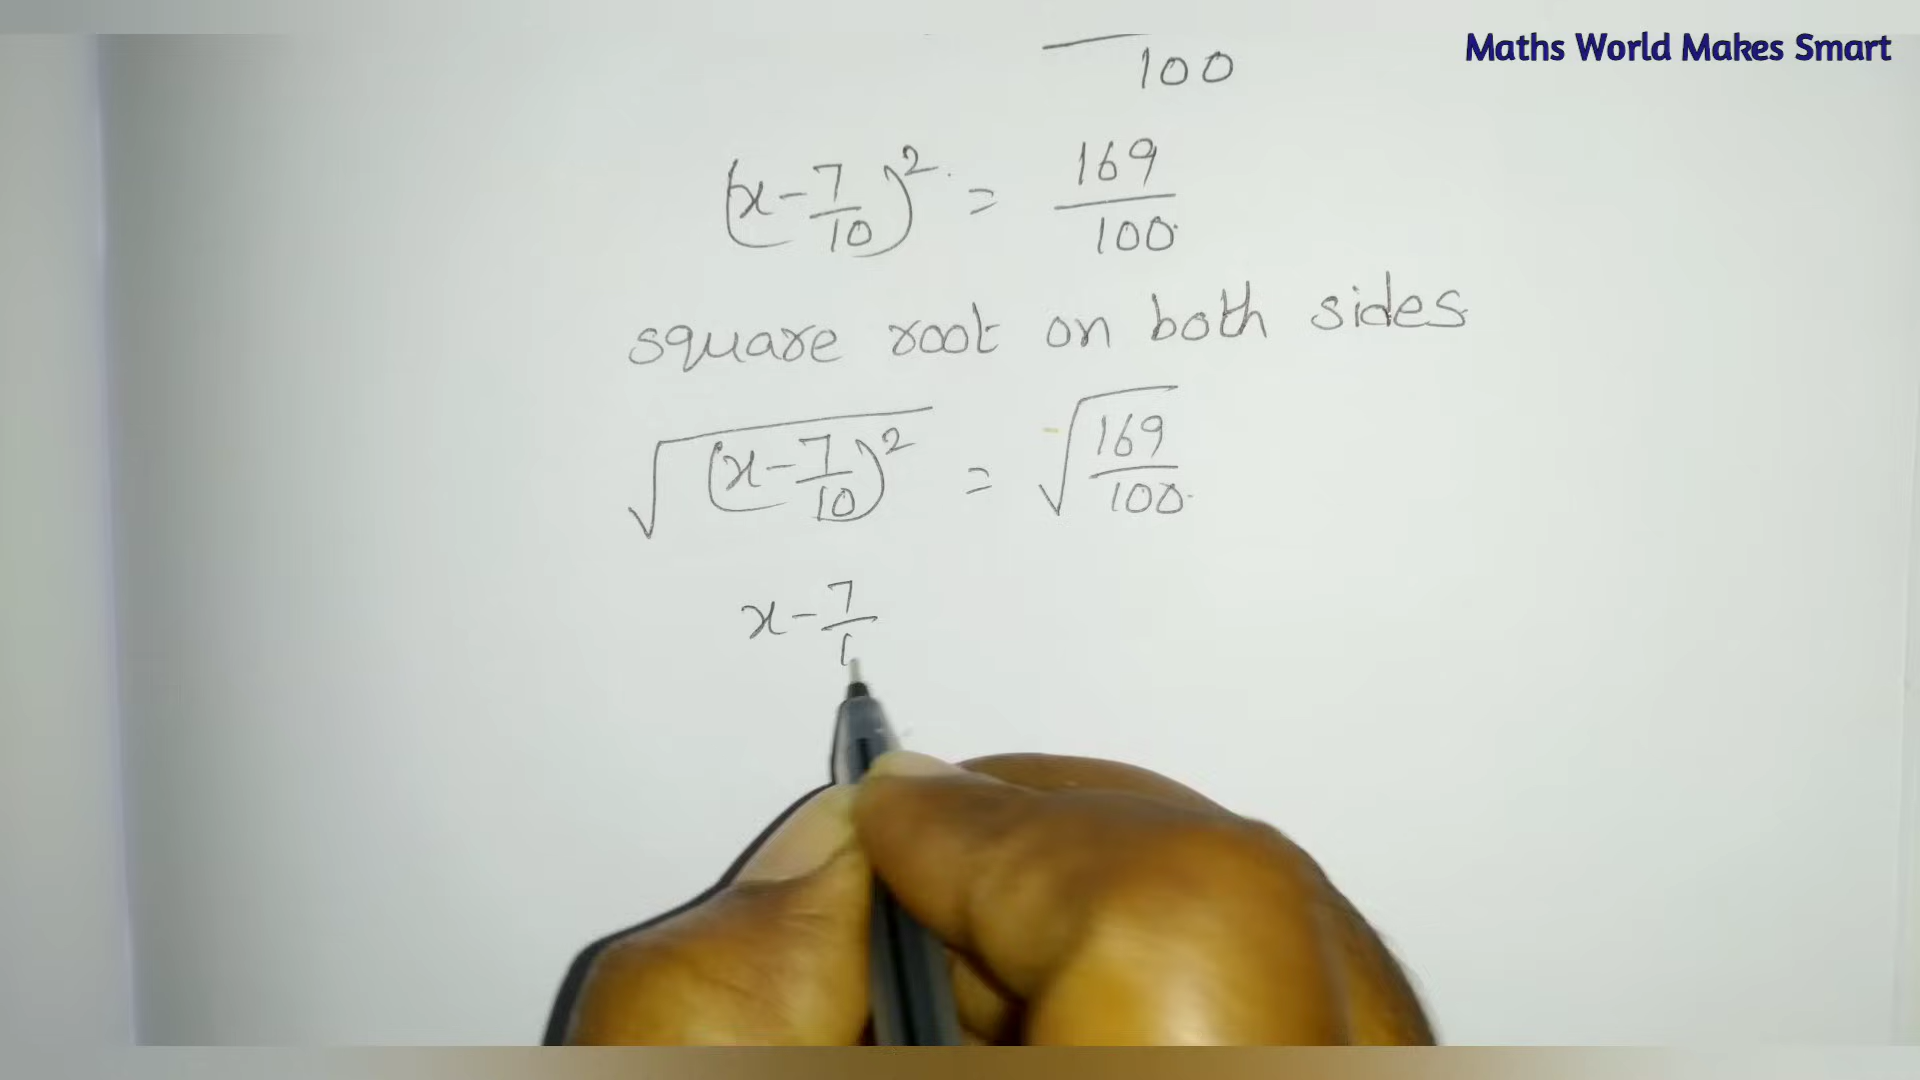 Maths World Makes Smart
100
(x - 7/10)² = 169/100
square root on both sides
√(x - 7/10)² = √169/100
x - 7/1